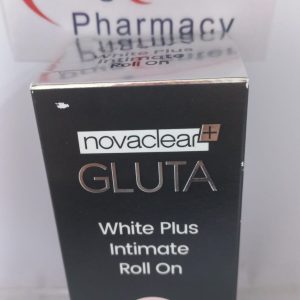 Pharmacy
novaclear+
GLUTA
White Plus
Intimate
Roll On